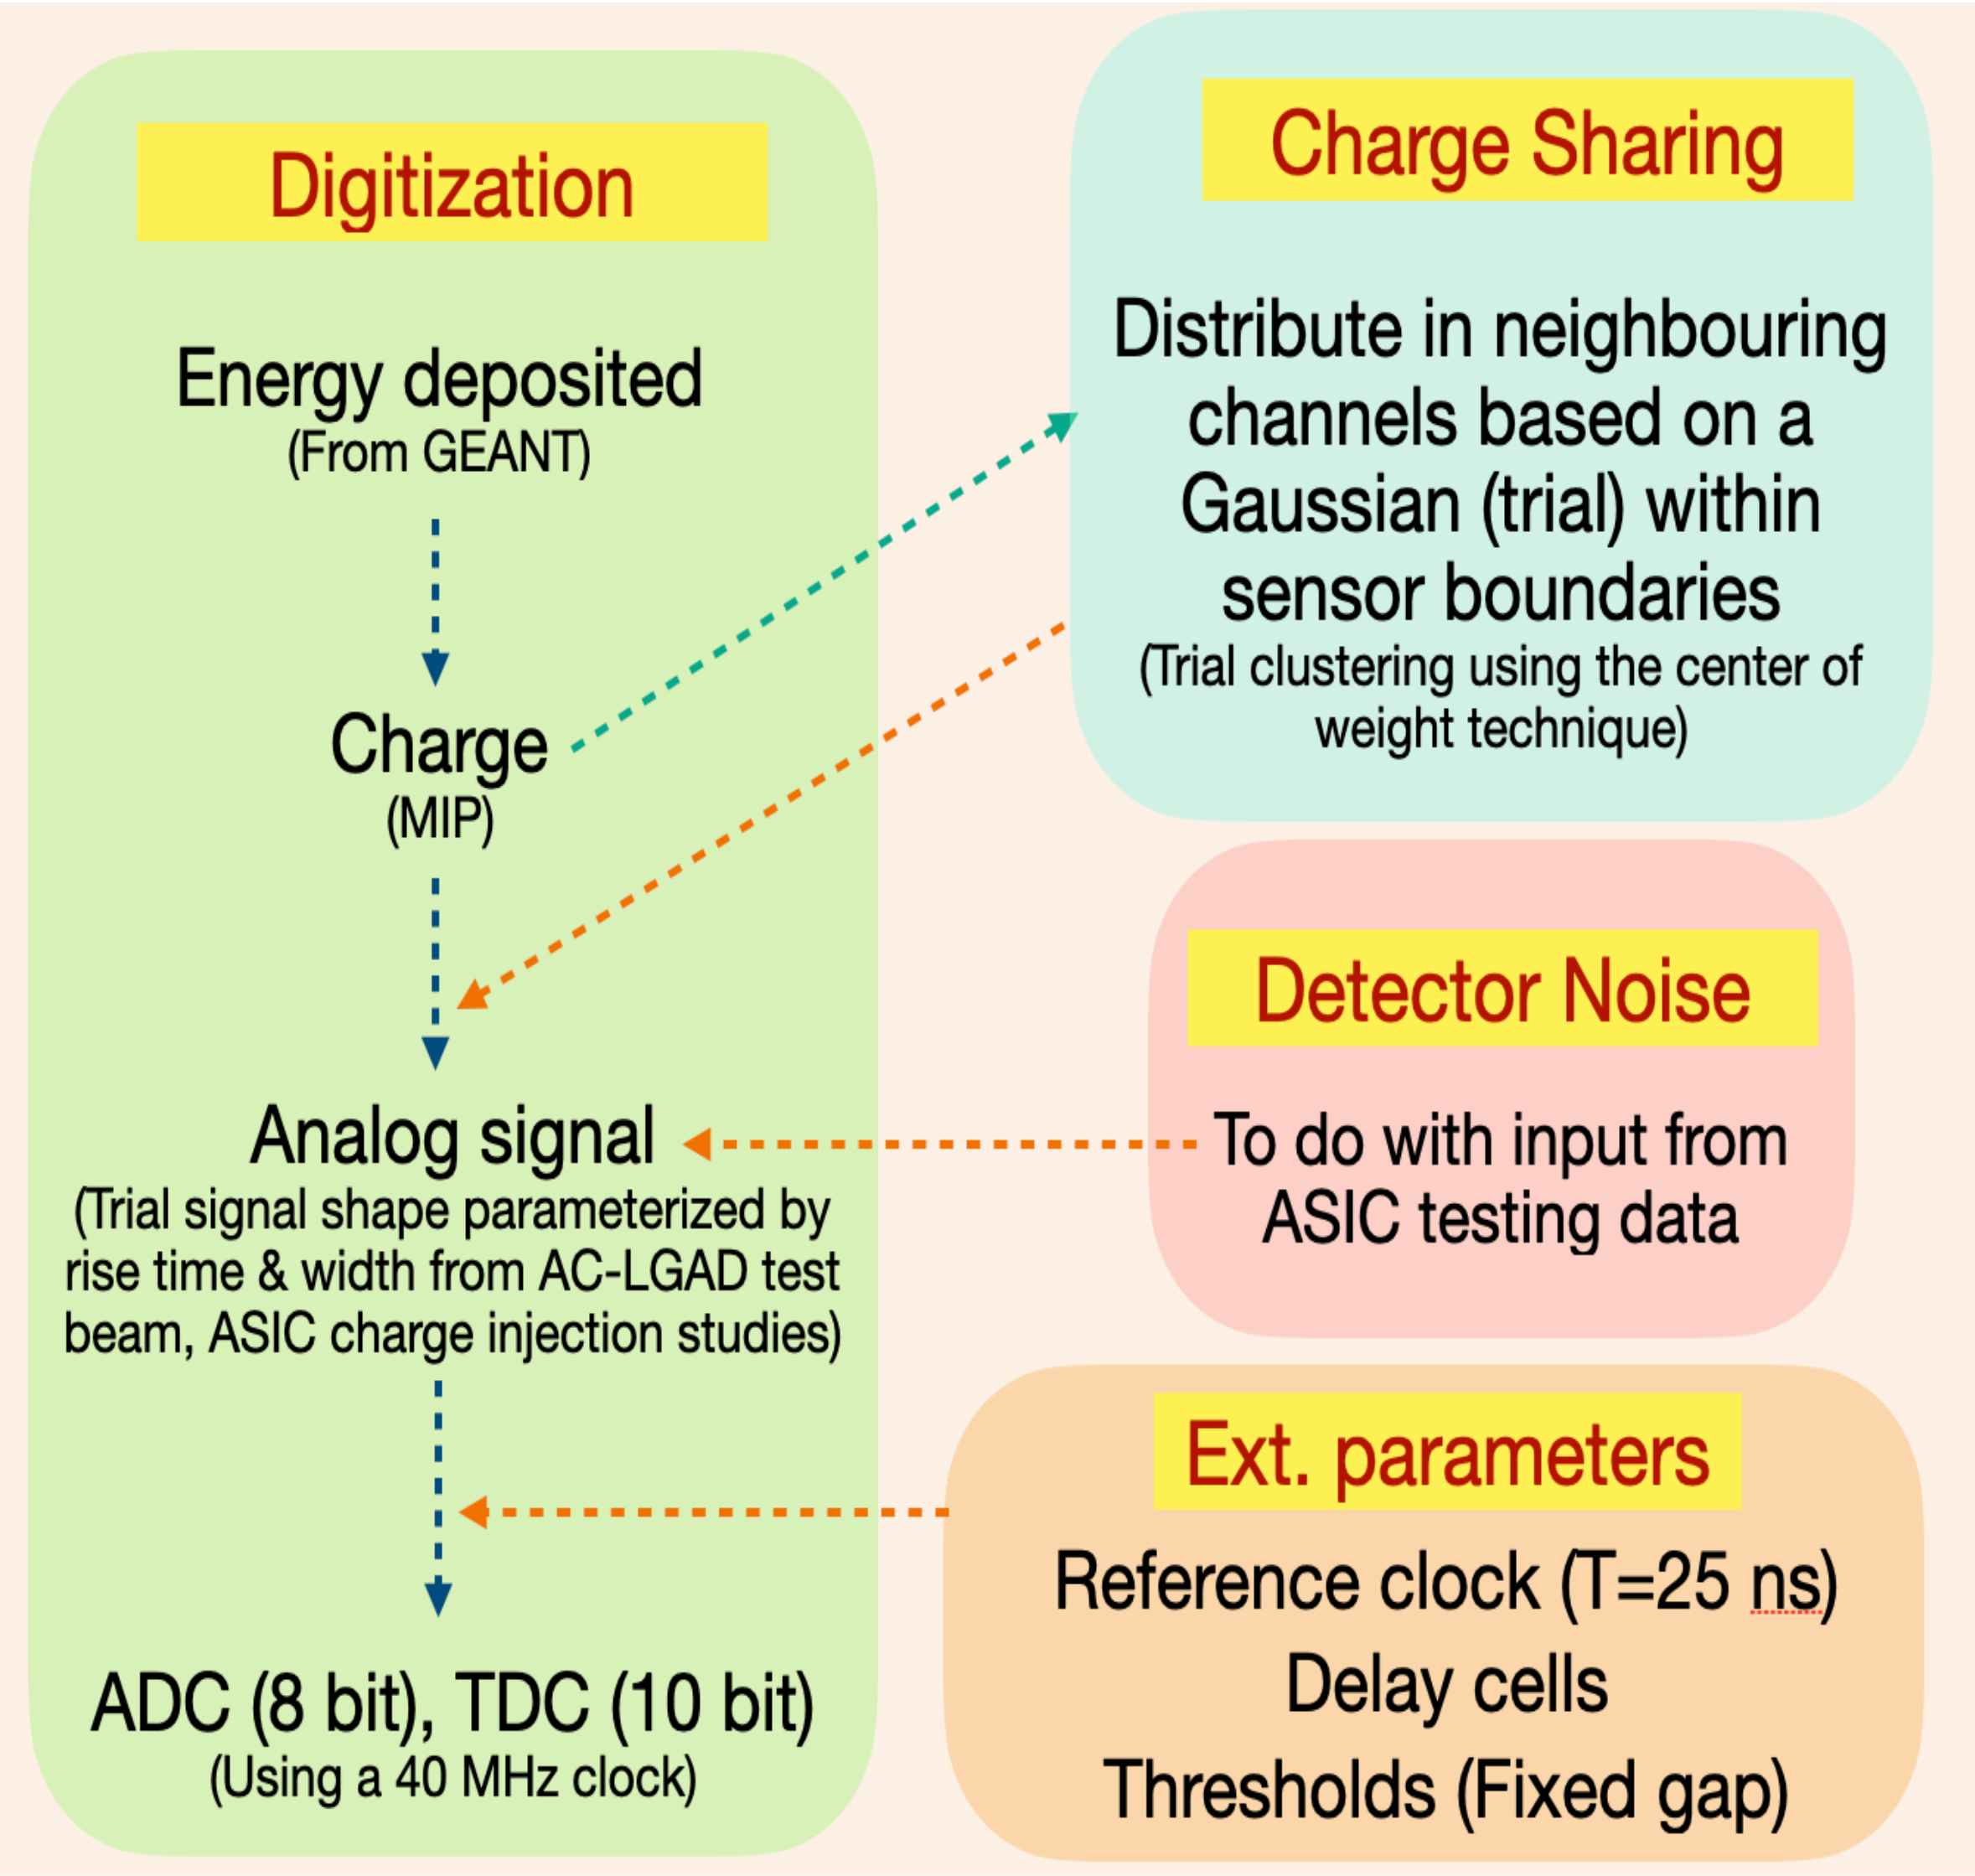 Digitization
Energy deposited
(From GEANT)
Charge
(MIP)
Analog signal
(Trial signal shape parameterized by
rise time & width from AC-LGAD test
beam, ASIC charge injection studies)
ADC (8 bit), TDC (10 bit)
(Using a 40 MHz clock)
Charge Sharing
Distribute in neighbouring
channels based on a
Gaussian (trial) within
sensor boundaries
(Trial clustering using the center of
weight technique)
Detector Noise
To do with input from
ASIC testing data
Ext. parameters
Reference clock (T=25 ns)
Delay cells
Thresholds (Fixed gap)